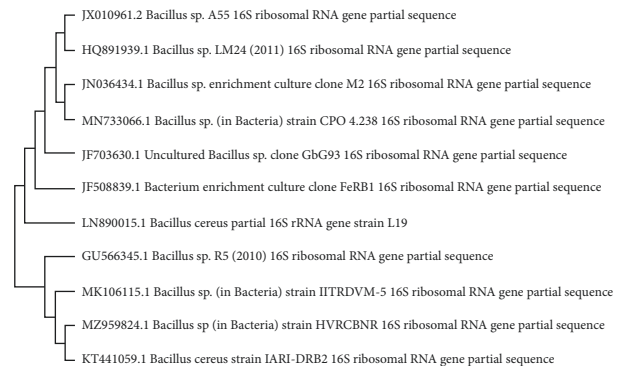 JX010961.2 Bacillus sp. A55 16S ribosomal RNA gene partial sequence
HQ891939.1 Bacillus sp. LM24 (2011) 16S ribosomal RNA gene partial sequence
JN036434.1 Bacillus sp. enrichment culture clone M2 16S ribosomal RNA gene partial sequence
MN733066.1 Bacillus sp. (in Bacteria) strain CPO 4.238 16S ribosomal RNA gene partial sequence
JF703630.1 Uncultured Bacillus sp. clone GbG93 16S ribosomal RNA gene partial sequence
JF508839.1 Bacterium enrichment culture clone FeRB1 16S ribosomal RNA gene partial sequence
LN890015.1 Bacillus cereus partial 16S rRNA gene strain L19
GU566345.1 Bacillus sp. R5 (2010) 16S ribosomal RNA gene partial sequence
MK106115.1 Bacillus sp. (in Bacteria) strain IITRDVM-5 16S ribosomal RNA gene partial sequence
MZ959824.1 Bacillus sp (in Bacteria) strain HVRCBNR 16S ribosomal RNA gene partial sequence
KT441059.1 Bacillus cereus strain IARI-DRB2 16S ribosomal RNA gene partial sequence